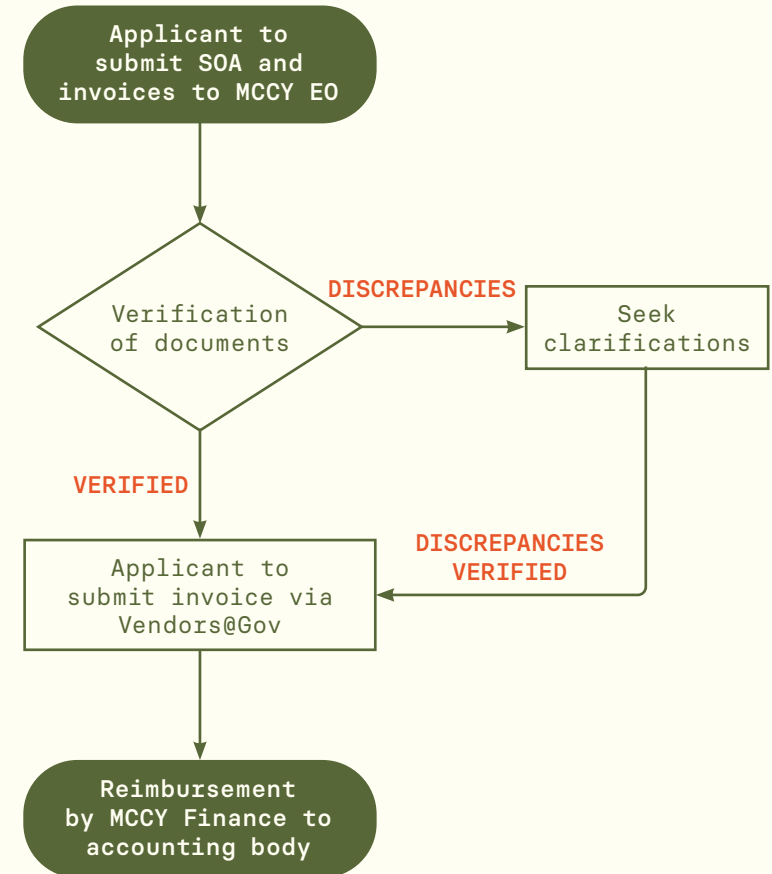 Applicant to
submit SOA and
invoices to MCCY EO
Verification
of documents
DISCREPANCIES
Seek
clarifications
VERIFIED
DISCREPANCIES
VERIFIED
Applicant to
submit invoice via
Vendors@Gov
Reimbursement
by MCCY Finance to
accounting body